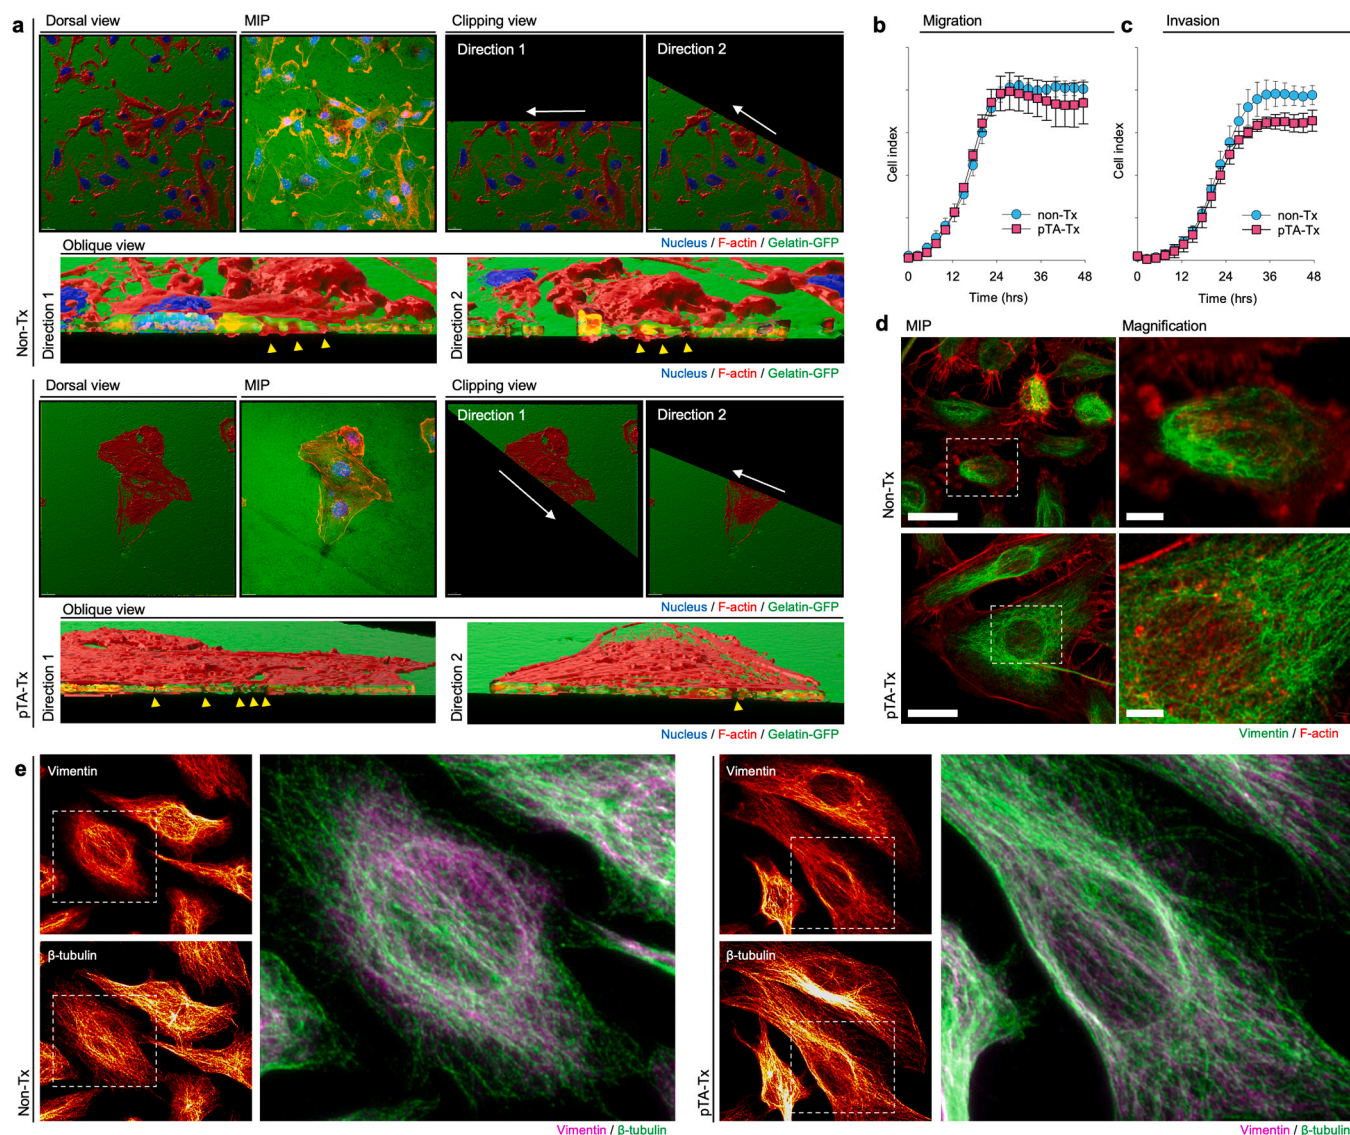 a
Dorsal view
MIP
Clipping view
Direction 1
Direction 2
Nucleus / F-actin / Gelatin-GFP
Oblique view
Direction 1
Direction 2
Non-Tx
Nucleus / F-actin / Gelatin-GFP
Dorsal view
MIP
Clipping view
Direction 1
Direction 2
Nucleus / F-actin / Gelatin-GFP
Oblique view
Direction 1
Direction 2
pTA-Tx
Nucleus / F-actin / Gelatin-GFP
b
Migration
Cell index
non-Tx
pTA-Tx
0 12 24 36 48
Time (hrs)
c
Invasion
Cell index
non-Tx
pTA-Tx
0 12 24 36 48
Time (hrs)
d
MIP
Magnification
Non-Tx
pTA-Tx
Vimentin / F-actin
e
Vimentin
β-tubulin
Non-Tx
Vimentin / β-tubulin
Vimentin
β-tubulin
pTA-Tx
Vimentin / β-tubulin